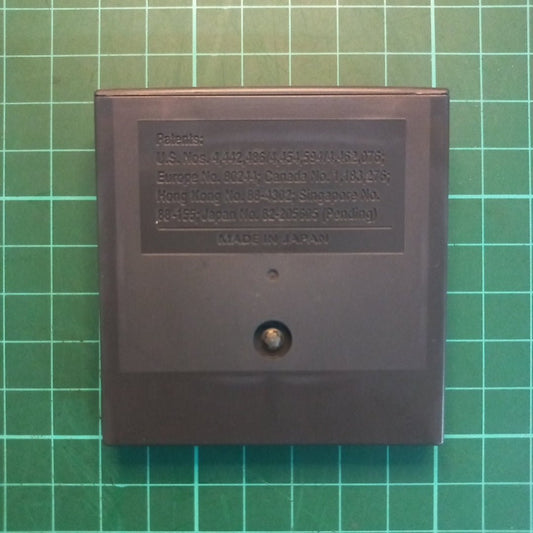 Patents:
U.S. Nos. 4,442,486/4,454,594/4,462,076;
Europe No. 80244; Canada No. 1,183,276;
Hong Kong No. 88-4302; Singapore No.
88-155; Japan No. 82-205605 (Pending)
MADE IN JAPAN